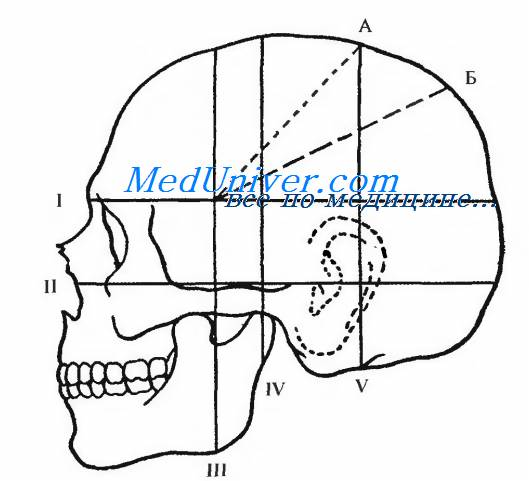 А
Б
I
MedUniver.com
Все по медицине...
II
IV
V
III